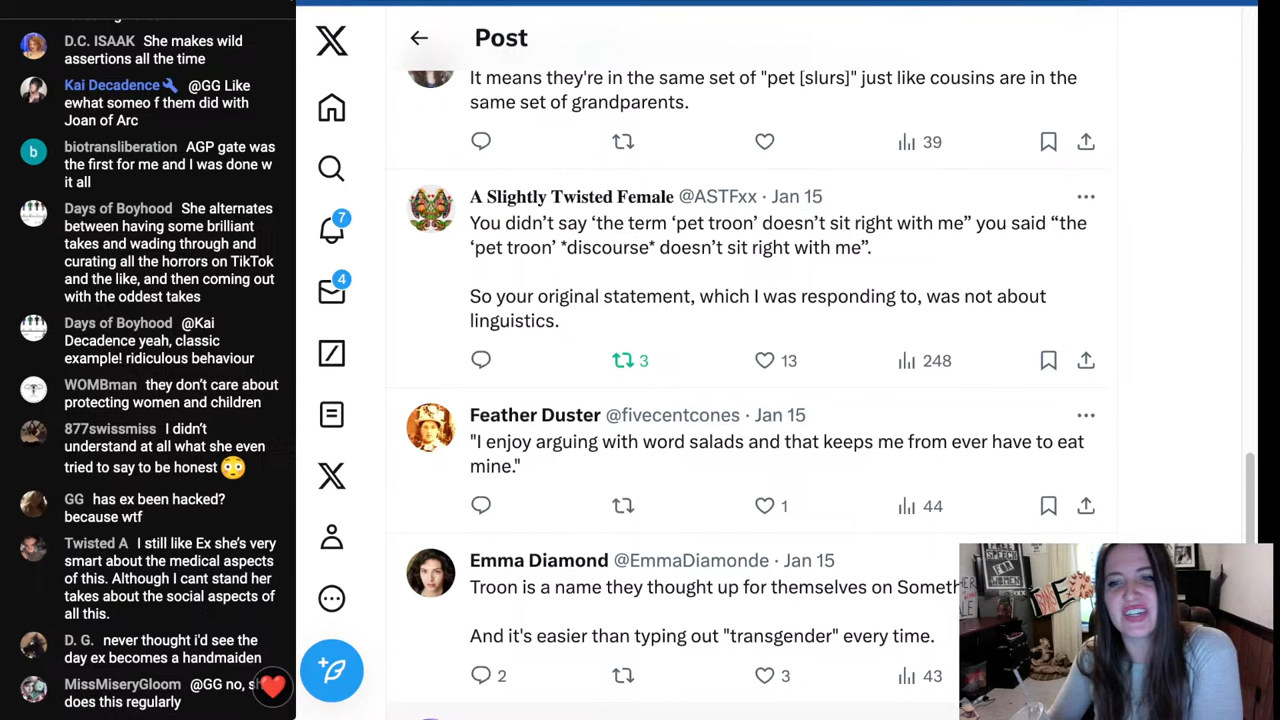 D.C. ISAAK She makes wild
assertions all the time
Kai Decadence @GG Like
ewhat someo f them did with
Joan of Arc
biotransliberation AGP gate was
the first for me and I was done w
it all
Days of Boyhood She alternates
between having some brilliant
takes and wading through and
curating all the horrors on TikTok
and the like, and then coming out
with the oddest takes
Days of Boyhood @Kai
Decadence yeah, classic
example! ridiculous behaviour
WOMBman they don’t care about
protecting women and children
877swissmiss I didn’t
understand at all what she even
tried to say to be honest
GG has ex been hacked?
because wtf
Twisted A I still like Ex she’s very
smart about the medical aspects
of this. Although I cant stand her
takes about the social aspects of
all this.
D. G. never thought i'd see the
day ex becomes a handmaiden
MissMiseryGloom @GG no,
does this regularly
7
4
Post
It means they're in the same set of "pet [slurs]" just like cousins are in the
same set of grandparents.
39
A Slightly Twisted Female @ASTFxx · Jan 15
You didn’t say ‘the term ‘pet troon’ doesn’t sit right with me” you said “the
‘pet troon’ *discourse* doesn’t sit right with me”.
So your original statement, which I was responding to, was not about
linguistics.
3 13 248
Feather Duster @fivecentcones · Jan 15
"I enjoy arguing with word salads and that keeps me from ever have to eat
mine."
1 44
Emma Diamond @EmmaDiamonde · Jan 15
Troon is a name they thought up for themselves on
And it's easier than typing out "transgender" every time.
2 3 43
SPEECH
FOR
WOMEN